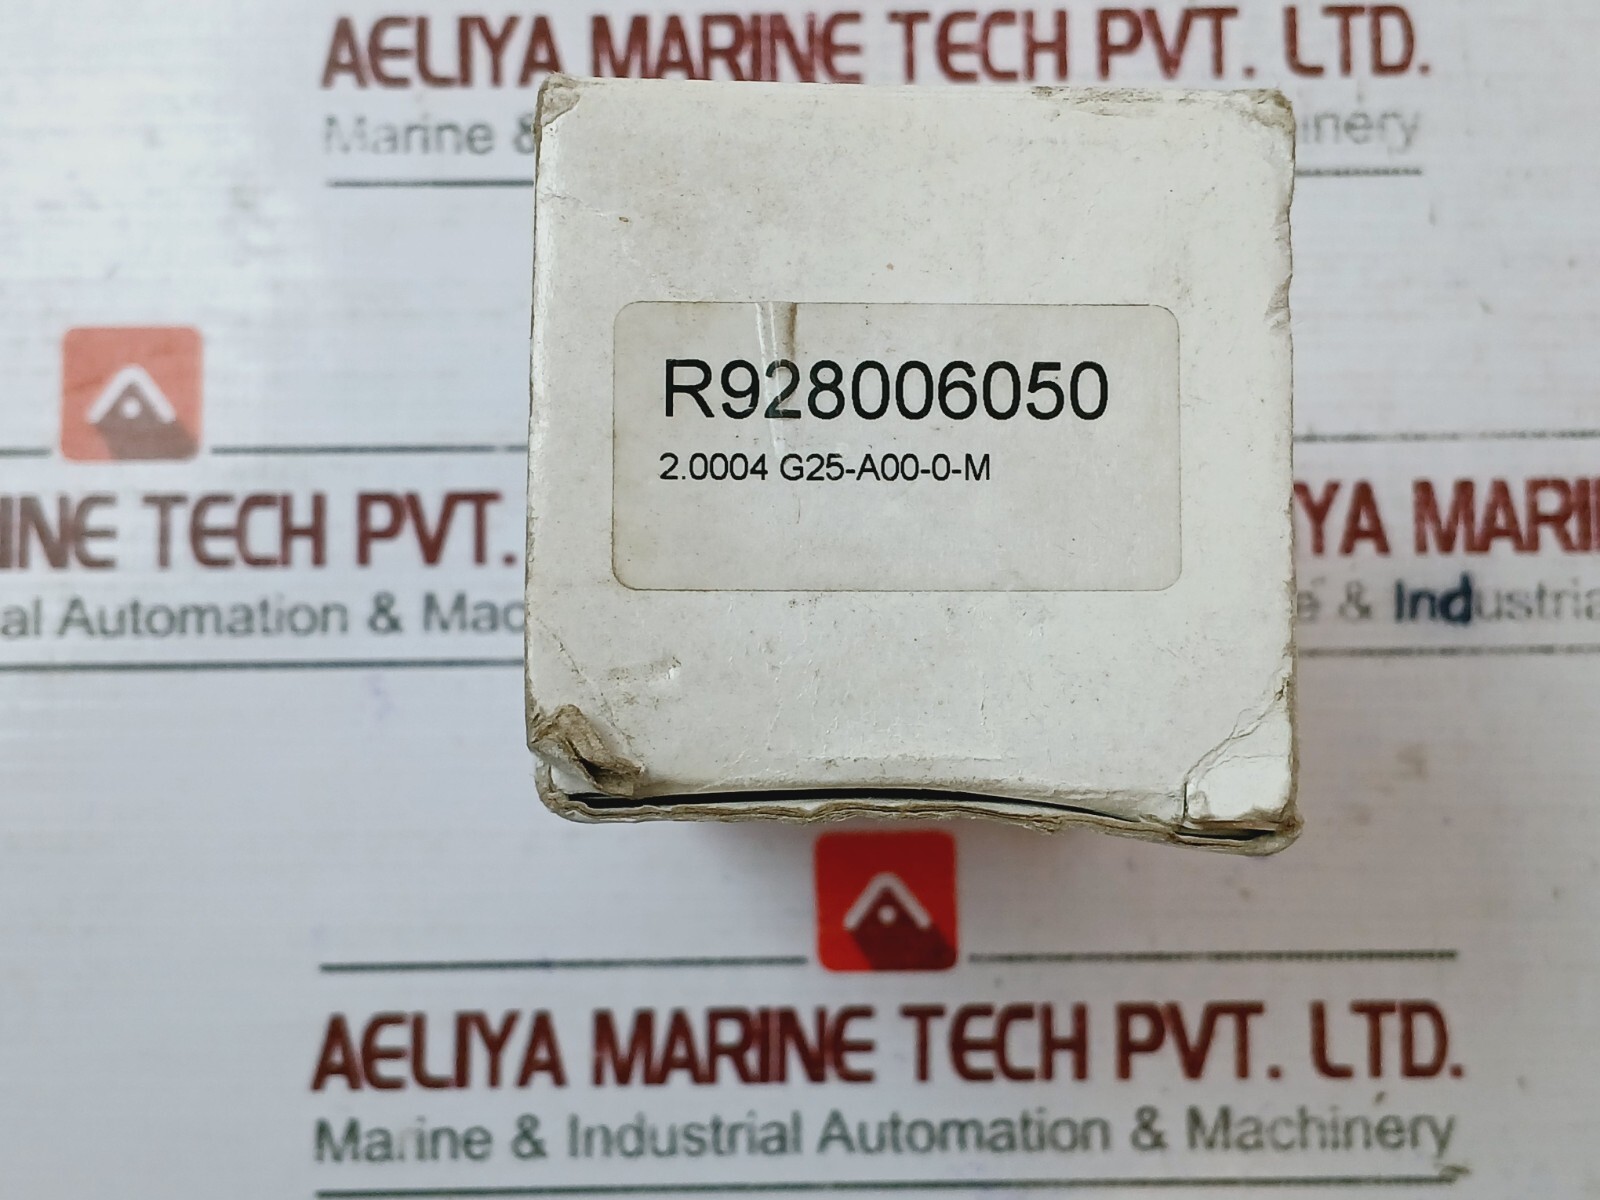 AELIYA MARINE TECH PVT. LTD.
Marine & inery
R928006050
2.0004 G25-A00-0-M
INE TECH PVT. YA MARI
al Automation & Mac e & Industria
AELIYA MARINE TECH PVT. LTD.
Marine & Industrial Automation & Machinery